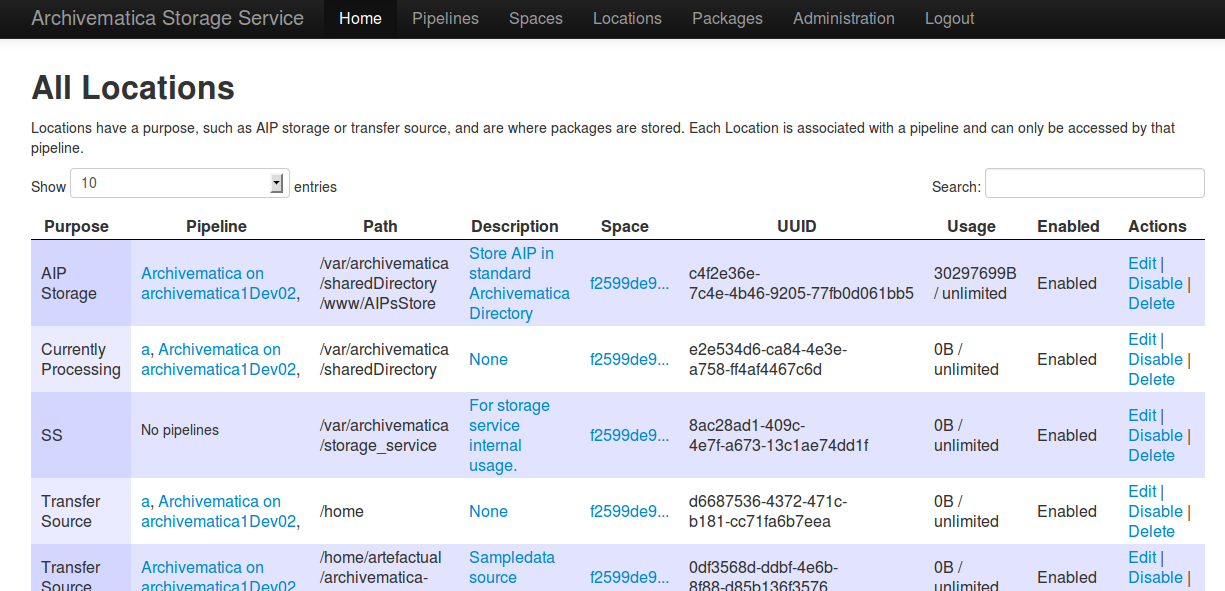 Archivematica Storage Service Home Pipelines Spaces Locations Packages Administration Logout
All Locations
Locations have a purpose, such as AIP storage or transfer source, and are where packages are stored. Each Location is associated with a pipeline and can only be accessed by that
pipeline.
Show 10 entries Search:
Purpose Pipeline Path Description Space UUID Usage Enabled Actions
AIP
Storage
Archivematica on
archivematica1Dev02,
/var/archivematica
/sharedDirectory
/www/AIPsStore
Store AIP in
standard
Archivematica
Directory
f2599de9...
c4f2e36e-
7c4e-4b46-9205-77fb0d061bb5
30297699B
/ unlimited
Enabled
Edit |
Disable |
Delete
Currently
Processing
a, Archivematica on
archivematica1Dev02,
/var/archivematica
/sharedDirectory
None
f2599de9...
e2e534d6-ca84-4e3e-
a758-ff4af4467c6d
0B /
unlimited
Enabled
Edit |
Disable |
Delete
SS
No pipelines
/var/archivematica
/storage_service
For storage
service
internal
usage.
f2599de9...
8ac28ad1-409c-
4e7f-a673-13c1ae74dd1f
0B /
unlimited
Enabled
Edit |
Disable |
Delete
Transfer
Source
a, Archivematica on
archivematica1Dev02,
/home
None
f2599de9...
d6687536-4372-471c-
b181-cc71fa6b7eea
0B /
unlimited
Enabled
Edit |
Disable |
Delete
Transfer
Source
Archivematica on
archivematica1Dev02,
/home/artefactual
/archivematica-
Sampledata
source
f2599de9...
0df3568d-ddbf-4e6b-
8f88-d85b136f3576
0B /
unlimited
Enabled
Edit |
Disable |